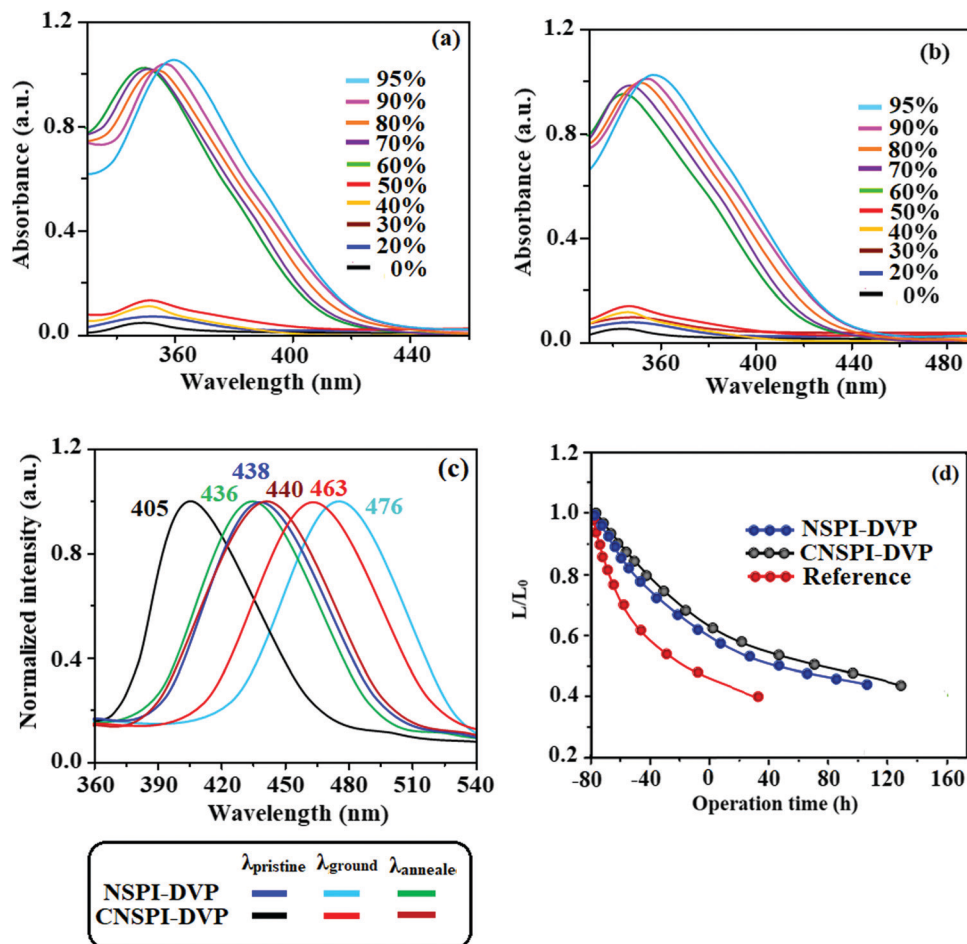 (a)
1.2
0.8
0.4
0.0
Absorbance (a.u.)
95%
90%
80%
70%
60%
50%
40%
30%
20%
0%
360 400 440
Wavelength (nm)
(b)
1.2
0.8
0.4
0.0
Absorbance (a.u.)
95%
90%
80%
70%
60%
50%
40%
30%
20%
0%
360 400 480
Wavelength (nm)
(c)
1.2
0.8
0.4
0.0
Normalized intensity (a.u.)
405
436
438
440
463
476
360 390 420 450 480 510 540
Wavelength (nm)
(d)
1.2
1.0
0.8
0.6
0.4
0.2
L/L0
NSPI-DVP
CNSPI-DVP
Reference
-80 -40 0 40 80 120 160
Operation time (h)
λpristine λground λanneale
NSPI-DVP
CNSPI-DVP